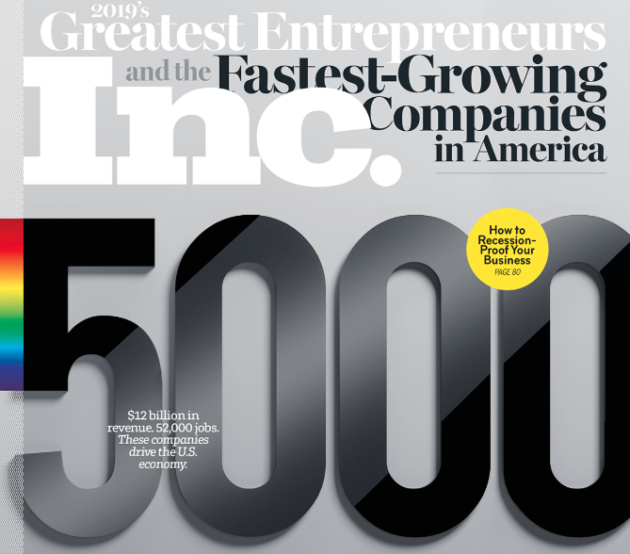 2019's
Greatest Entrepreneurs
and the Fastest-Growing
Inc.
Companies
in America
5000
How to
Recession-
Proof Your
Business
PAGE 80
$12 billion in
revenue. 52,000 jobs.
These companies
drive the U.S.
economy.